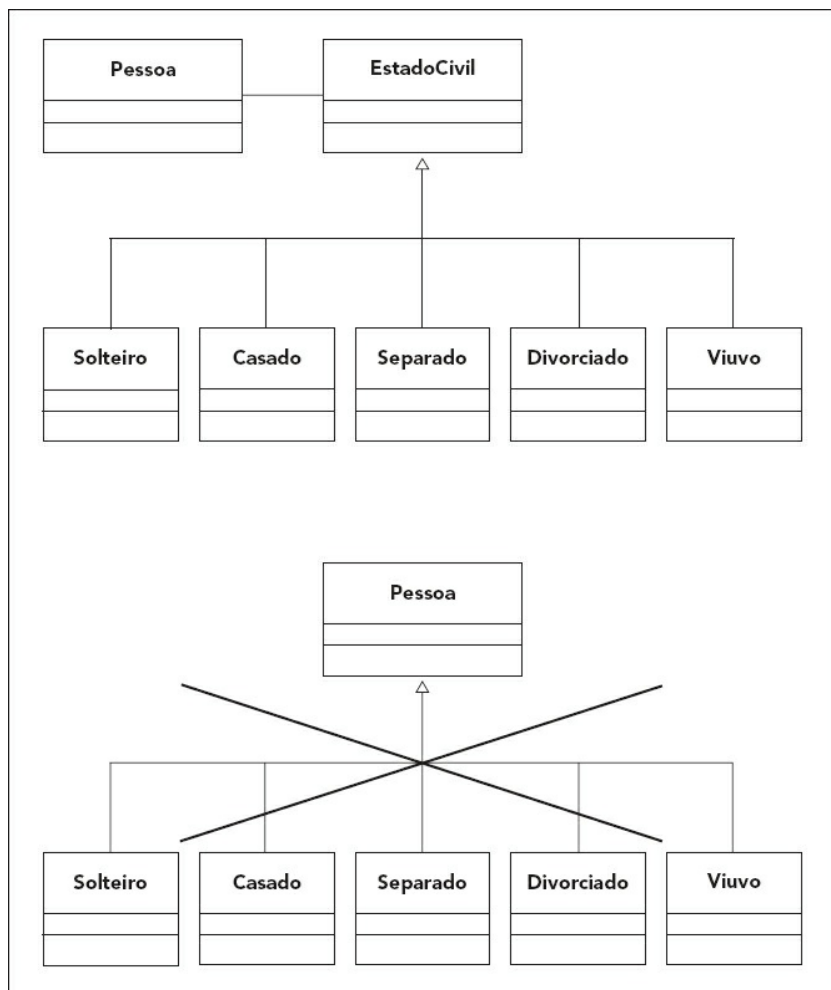 Pessoa
EstadoCivil
Solteiro
Casado
Separado
Divorciado
Viuvo
Pessoa
Solteiro
Casado
Separado
Divorciado
Viuvo